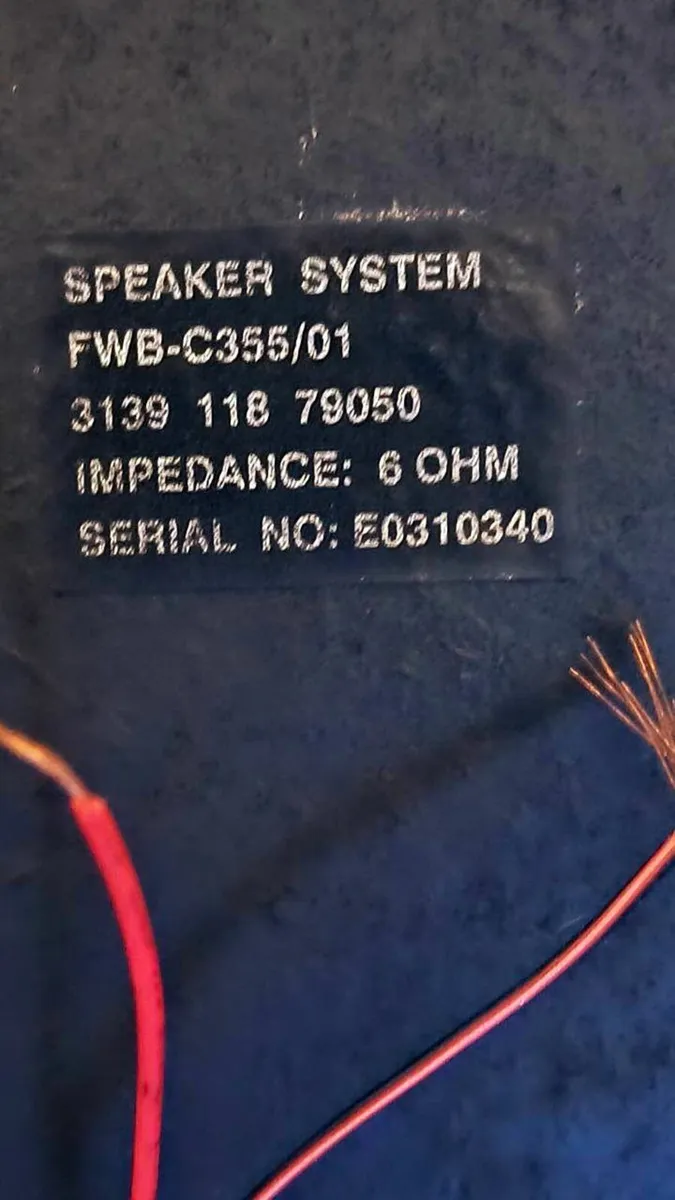 SPEAKER SYSTEM
FWB-C355/01
3139 118 79050
IMPEDANCE: 6 OHM
SERIAL NO: E0310340